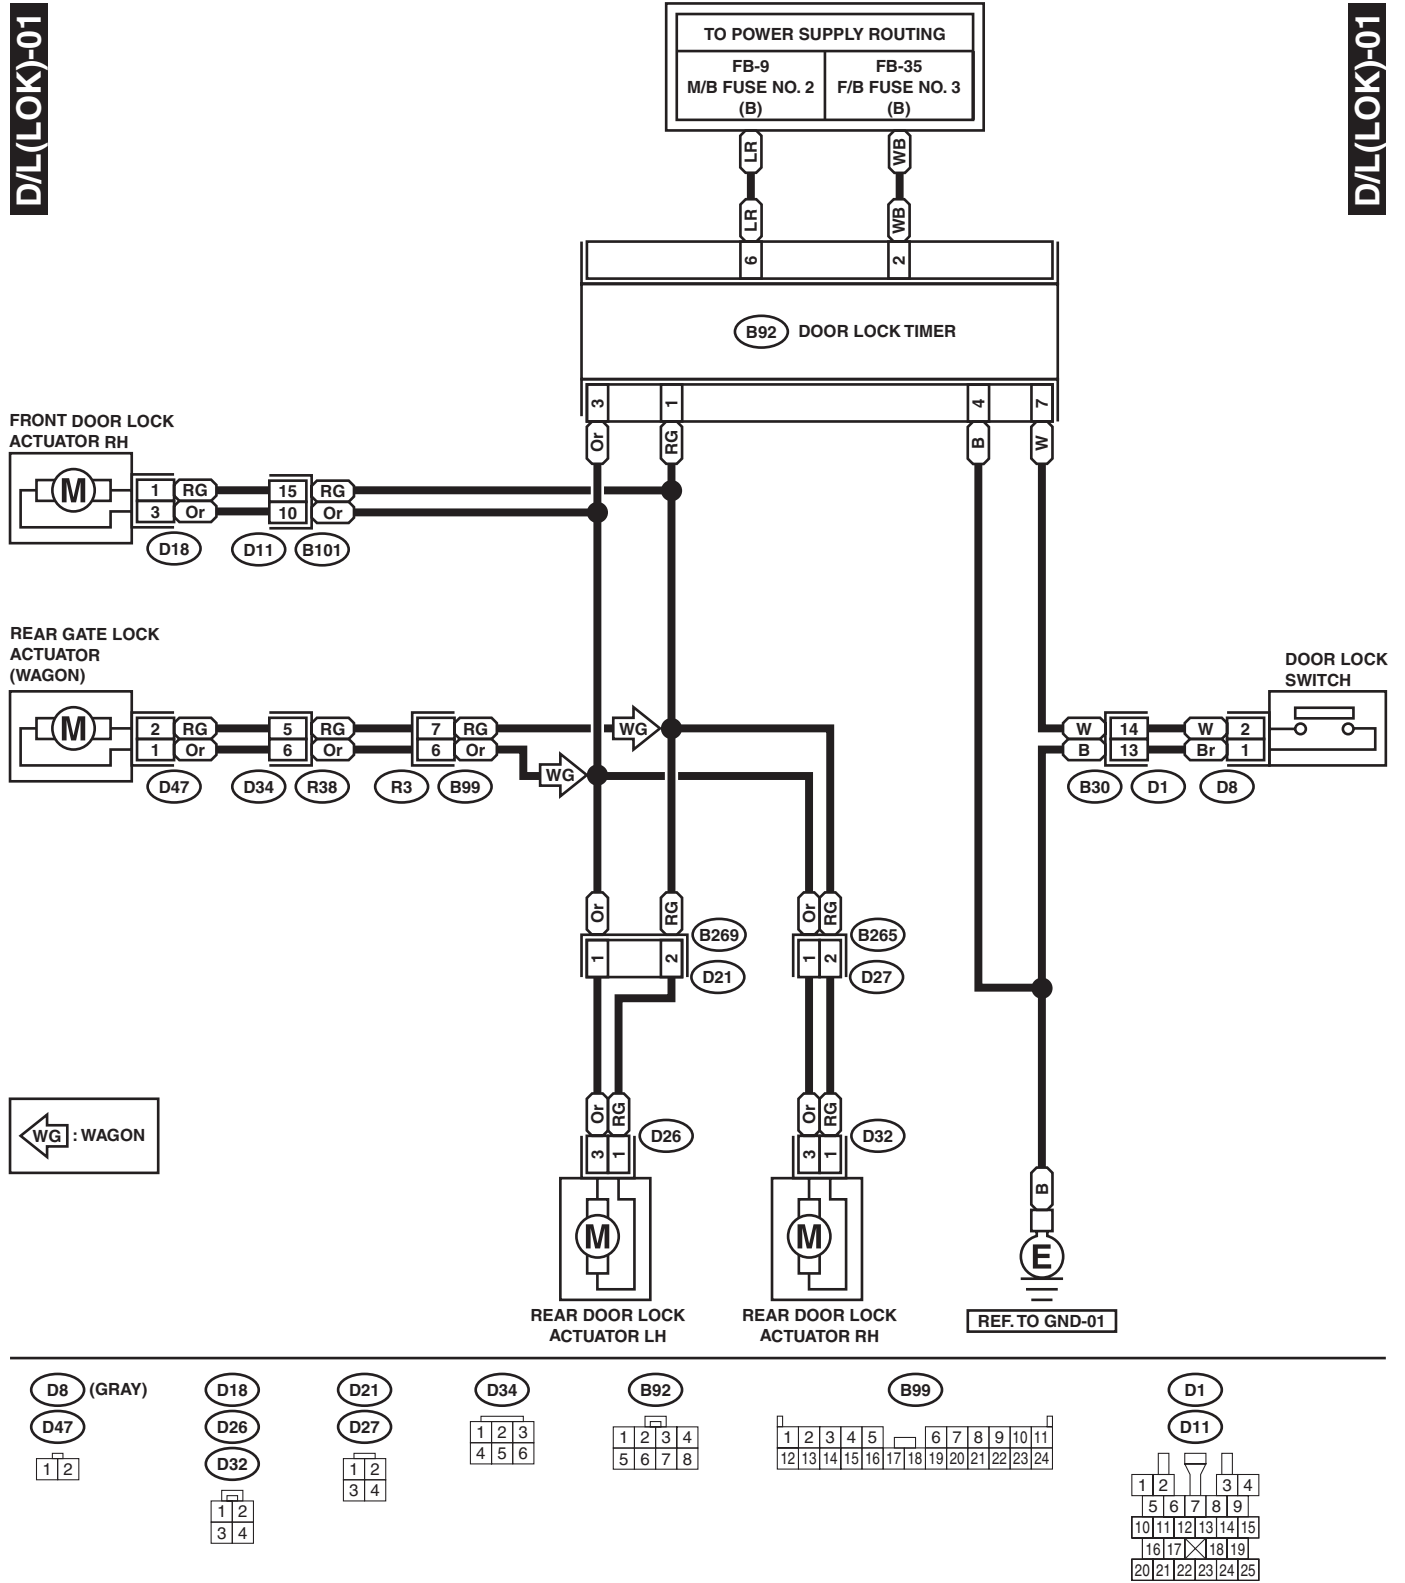 D/L(LOK)-01
D/L(LOK)-01
TO POWER SUPPLY ROUTING
FB-9
M/B FUSE NO. 2
(B)
FB-35
F/B FUSE NO. 3
(B)
LR
WB
LR
WB
6
2
B92 DOOR LOCK TIMER
3
1
4
7
Or
RG
B
W
FRONT DOOR LOCK
ACTUATOR RH
M
1 RG 15 RG
3 Or 10 Or
D18 D11 B101
REAR GATE LOCK
ACTUATOR
(WAGON)
M
2 RG 5 RG 7 RG WG
1 Or 6 Or 6 Or WG
D47 D34 R38 R3 B99
DOOR LOCK
SWITCH
W 14 W 2
B 13 Br 1
B30 D1 D8
Or RG Or RG
B269
B265
1 2 1 2
D21
D27
Or RG Or RG B
D26
D32
3 1 3 1
M
M
E
REAR DOOR LOCK
ACTUATOR LH
REAR DOOR LOCK
ACTUATOR RH
REF. TO GND-01
WG : WAGON
D8 (GRAY)
D47
1 2
D18
D26
D32
1 2
3 4
D21
D27
1 2
3 4
D34
1 2 3
4 5 6
B92
1 2 3 4
5 6 7 8
B99
1 2 3 4 5 6 7 8 9 10 11
12 13 14 15 16 17 18 19 20 21 22 23 24
D1
D11
1 2 3 4
5 6 7 8 9
10 11 12 13 14 15
16 17 18 19
20 21 22 23 24 25